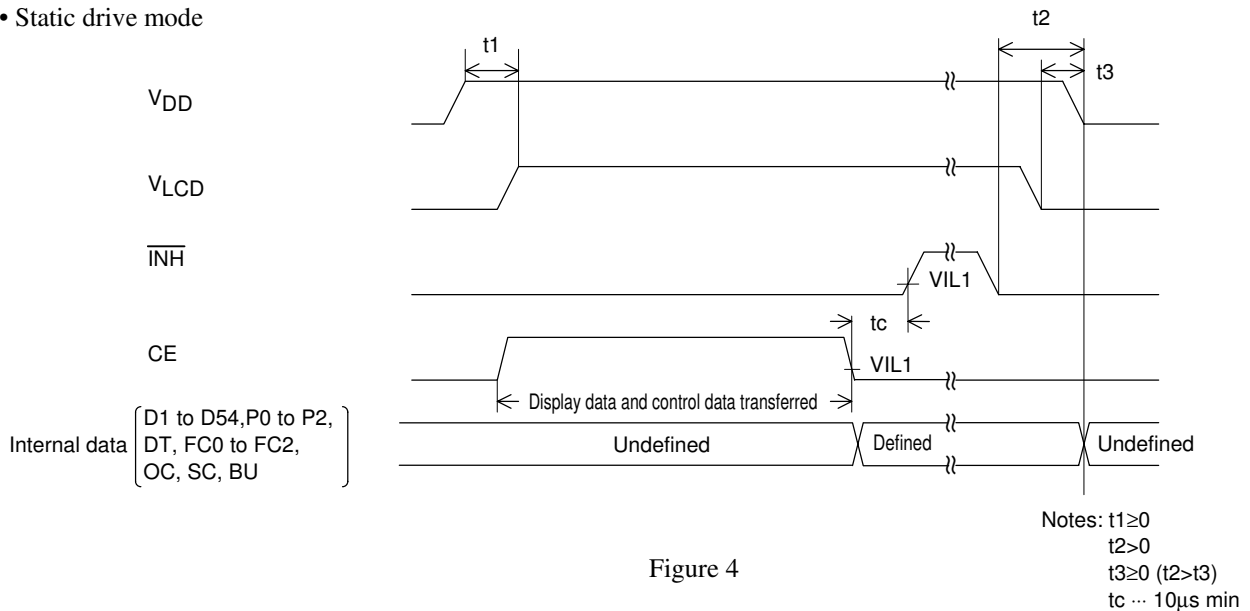 • Static drive mode
t1
t2
t3
VDD
VLCD
INH
VIL1
tc
CE
VIL1
Display data and control data transferred
Internal data
D1 to D54,P0 to P2,
DT, FC0 to FC2,
OC, SC, BU
Undefined
Defined
Undefined
Notes: t1≥0
t2>0
t3≥0 (t2>t3)
tc ··· 10μs min
Figure 4